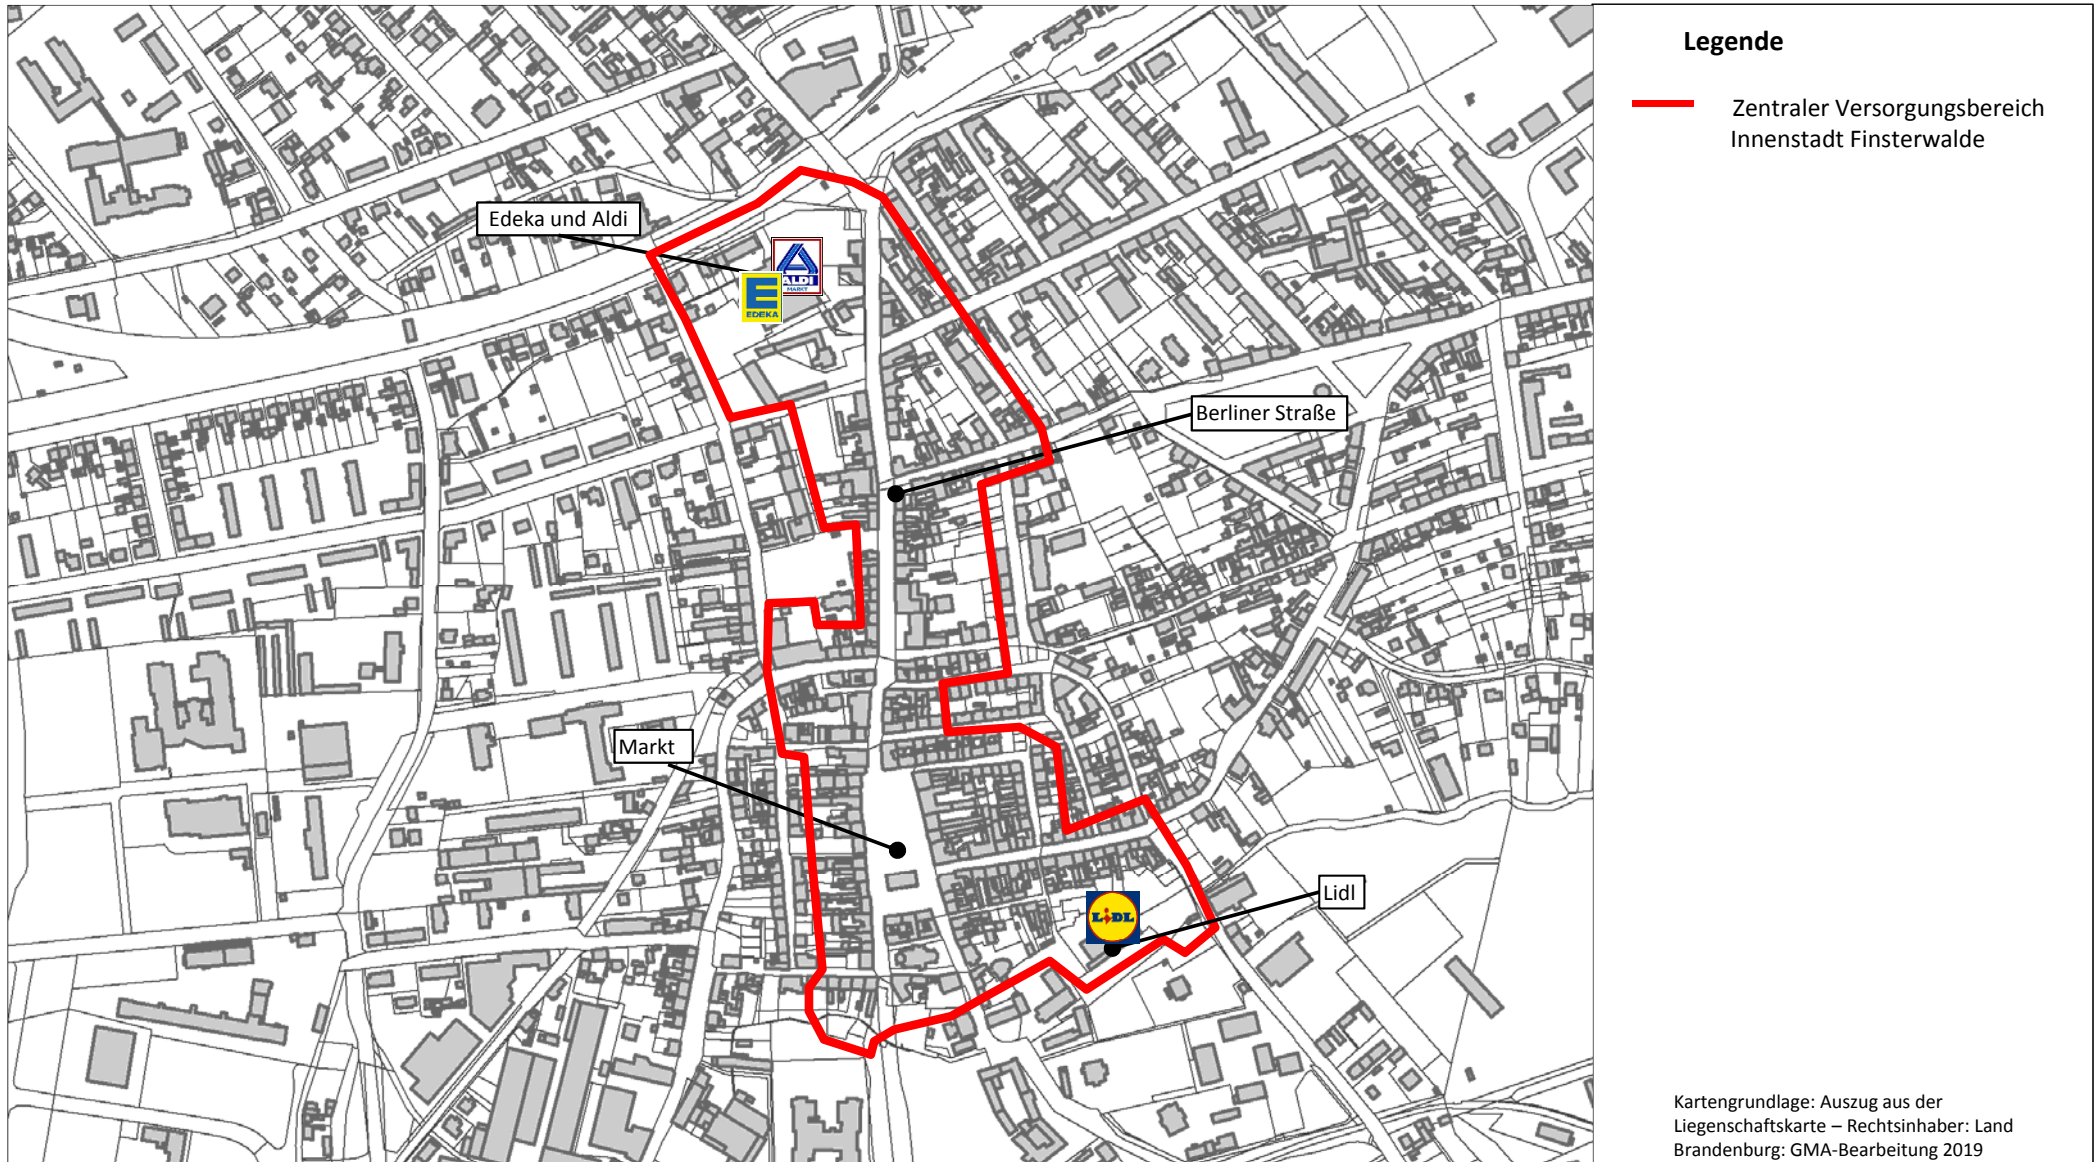 Legende
Zentraler Versorgungsbereich
Innenstadt Finsterwalde
Edeka und Aldi
ALDI
MARKT
E
EDEKA
Berliner Straße
Markt
Lidl
LiDL
Kartengrundlage: Auszug aus der
Liegenschaftskarte – Rechtsinhaber: Land
Brandenburg: GMA-Bearbeitung 2019